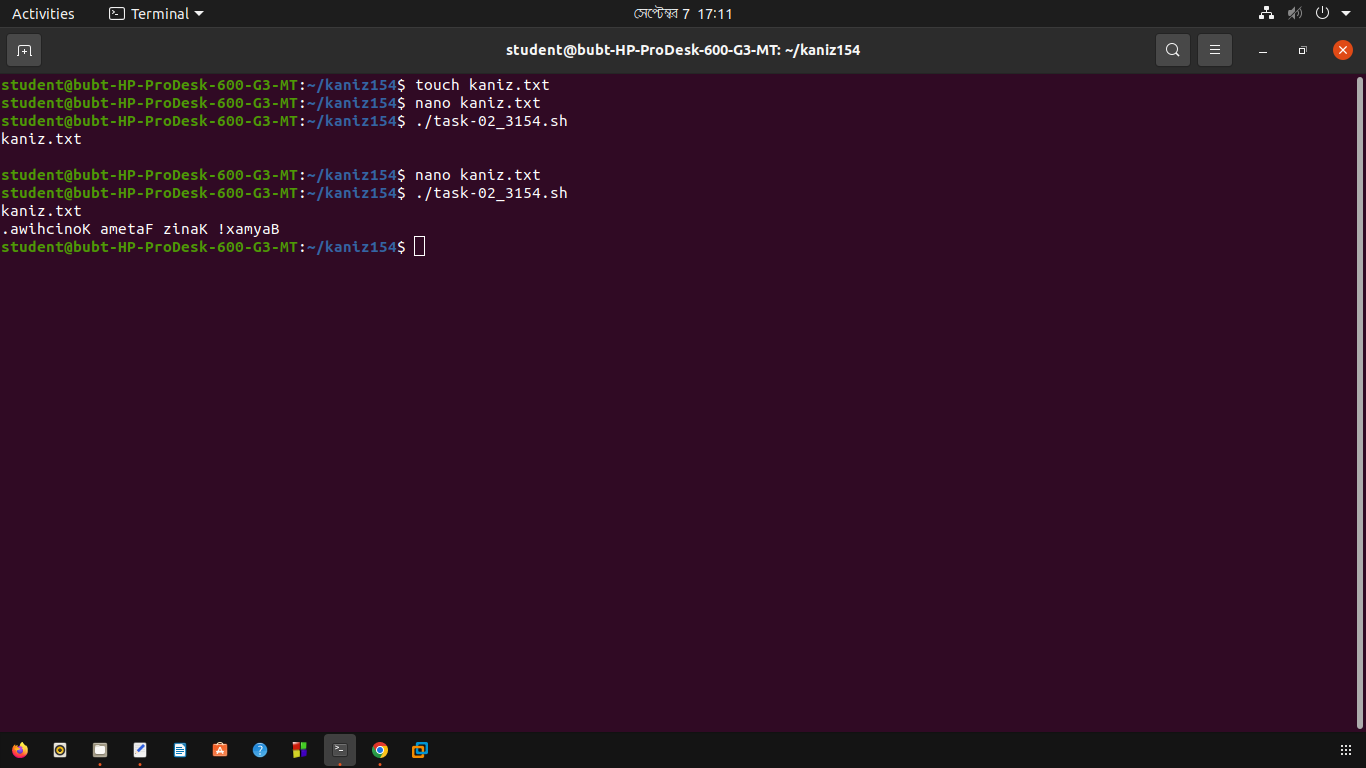 Activities
Terminal
সেপ্টেম্বর 7 17:11
student@bubt-HP-ProDesk-600-G3-MT: ~/kaniz154
student@bubt-HP-ProDesk-600-G3-MT:~/kaniz154$ touch kaniz.txt
student@bubt-HP-ProDesk-600-G3-MT:~/kaniz154$ nano kaniz.txt
student@bubt-HP-ProDesk-600-G3-MT:~/kaniz154$ ./task-02_3154.sh
kaniz.txt
student@bubt-HP-ProDesk-600-G3-MT:~/kaniz154$ nano kaniz.txt
student@bubt-HP-ProDesk-600-G3-MT:~/kaniz154$ ./task-02_3154.sh
kaniz.txt
.awihcinoK ametaF zinaK !xamyaB
student@bubt-HP-ProDesk-600-G3-MT:~/kaniz154$